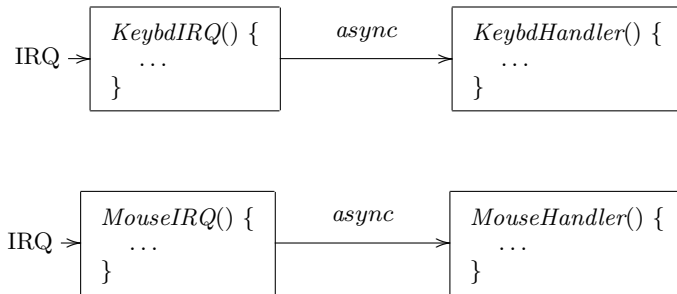 KeybdIRQ() {
async
KeybdHandler() {
IRQ
...
...
}
}
MouseIRQ() {
async
MouseHandler() {
IRQ
...
...
}
}